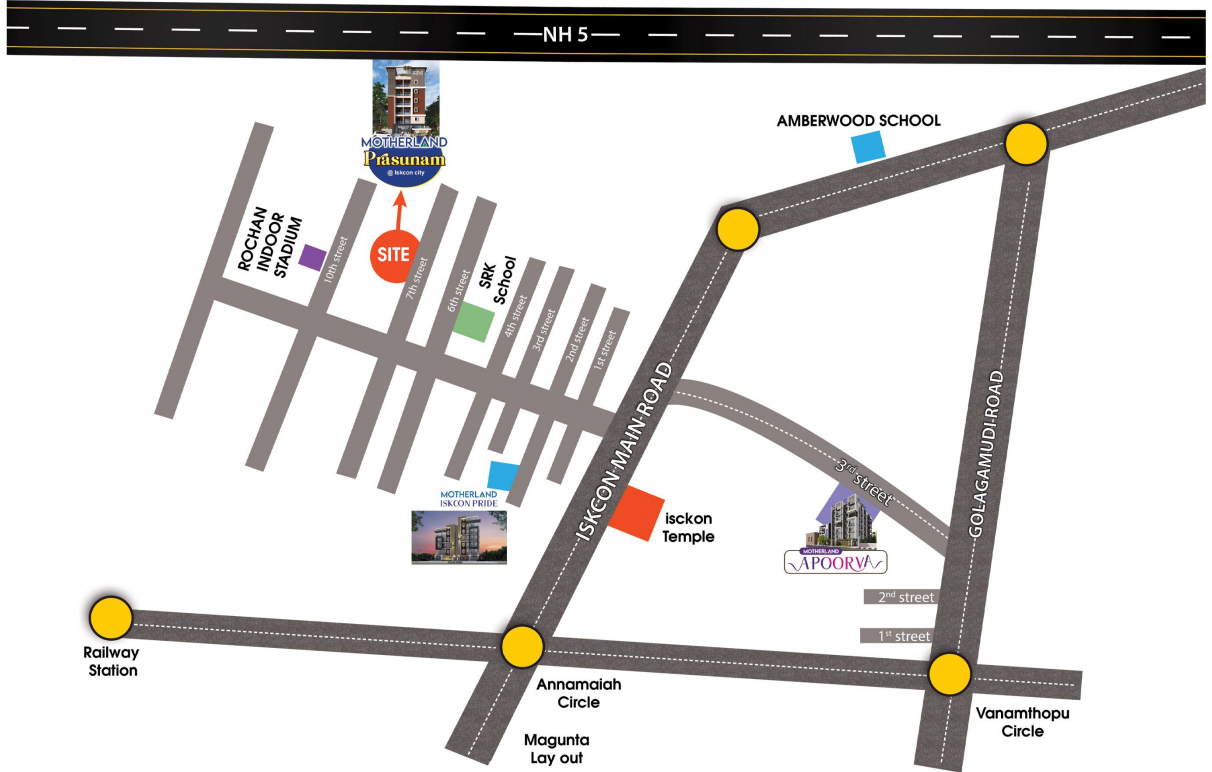 NH 5
MOTHERLAND
Prasunam
@ Iskcon city
AMBERWOOD SCHOOL
ROCHAN
INDOOR
STADIUM
10th street
SITE
7th street
6th street
SRK
School
4th street
3rd street
2nd street
1st street
ISKCON MAIN ROAD
GOLAGAMUDI ROAD
3rd street
MOTHERLAND
ISKCON PRIDE
isckon
Temple
MOTHERLAND
APOORVA
2nd street
1st street
Railway
Station
Annamaiah
Circle
Vanamthopu
Circle
Magunta
Lay out